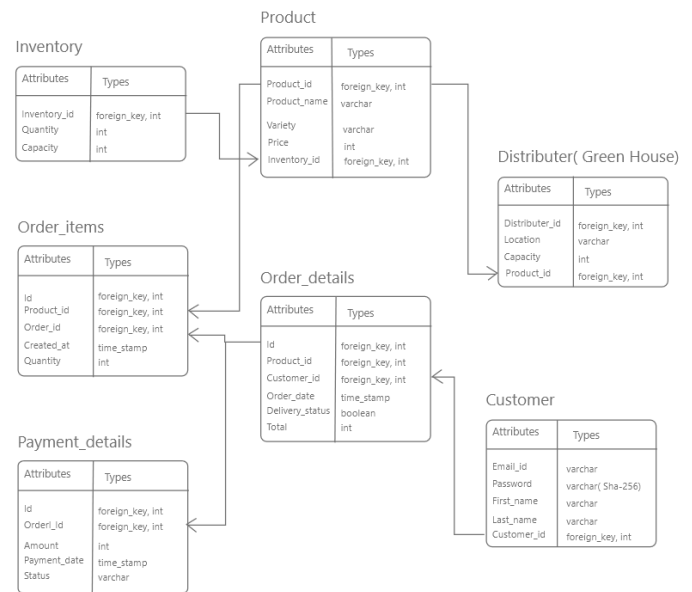 Product
Attributes Types
Product_id foreign_key, int
Product_name varchar
Variety varchar
Price int
Inventory_id foreign_key, int
Inventory
Attributes Types
Inventory_id foreign_key, int
Quantity int
Capacity int
Distributer( Green House)
Attributes Types
Distributer_id foreign_key, int
Location varchar
Capacity int
Product_id foreign_key, int
Order_items
Attributes Types
Id foreign_key, int
Product_id foreign_key, int
Order_id foreign_key, int
Created_at time_stamp
Quantity int
Order_details
Attributes Types
Id foreign_key, int
Product_id foreign_key, int
Customer_id foreign_key, int
Order_date time_stamp
Delivery_status boolean
Total int
Customer
Attributes Types
Email_id varchar
Password varchar( Sha-256)
First_name varchar
Last_name varchar
Customer_id foreign_key, int
Payment_details
Attributes Types
Id foreign_key, int
Orderl_id foreign_key, int
Amount int
Payment_date time_stamp
Status varchar